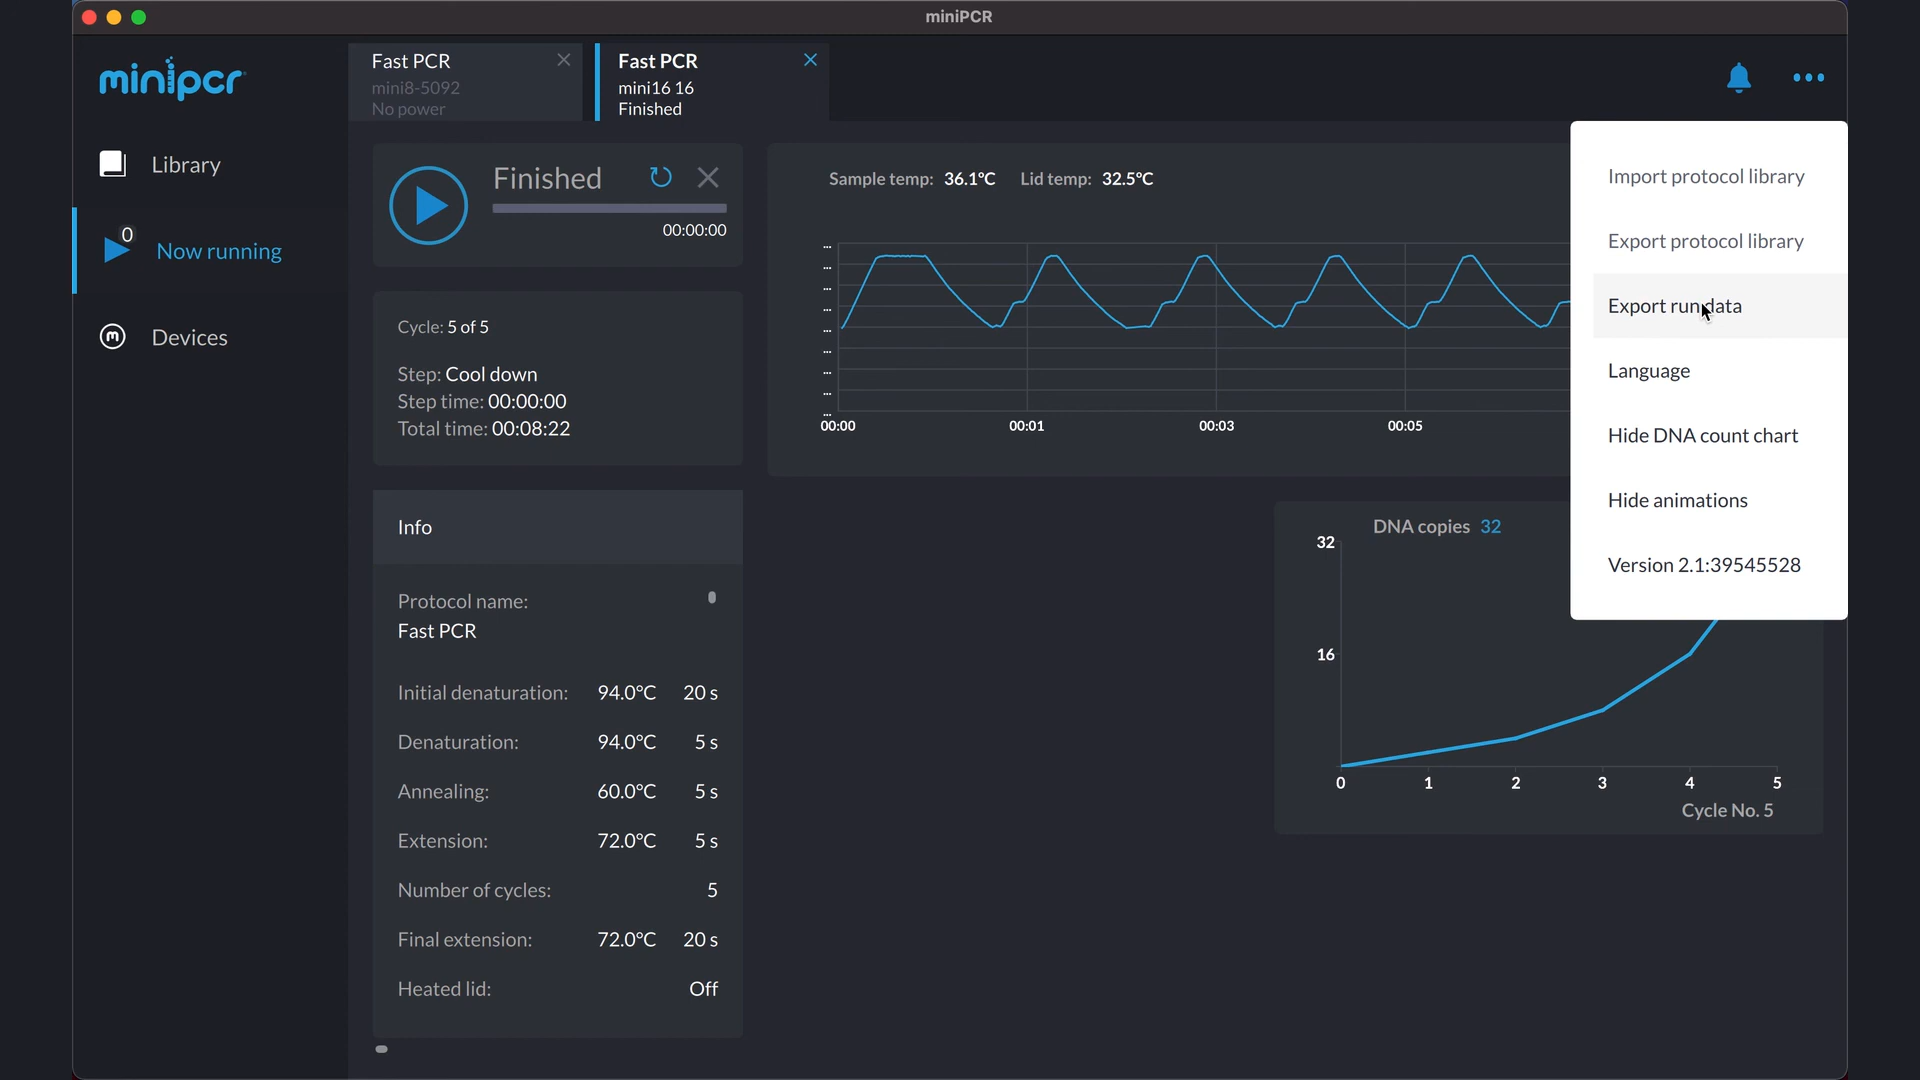 miniPCR
minipcr
Fast PCR
mini8-5092
No power
Fast PCR
mini16 16
Finished
Library
0
Now running
Devices
Finished
00:00:00
Cycle: 5 of 5
Step: Cool down
Step time: 00:00:00
Total time: 00:08:22
Info
Protocol name:
Fast PCR
Initial denaturation: 94.0°C 20 s
Denaturation: 94.0°C 5 s
Annealing: 60.0°C 5 s
Extension: 72.0°C 5 s
Number of cycles: 5
Final extension: 72.0°C 20 s
Heated lid: Off
Sample temp: 36.1°C Lid temp: 32.5°C
...
...
...
...
...
...
...
...
...
00:00 00:01 00:03 00:05
DNA copies 32
32
16
0 1 2 3 4 5
Cycle No. 5
Import protocol library
Export protocol library
Export run data
Language
Hide DNA count chart
Hide animations
Version 2.1:39545528